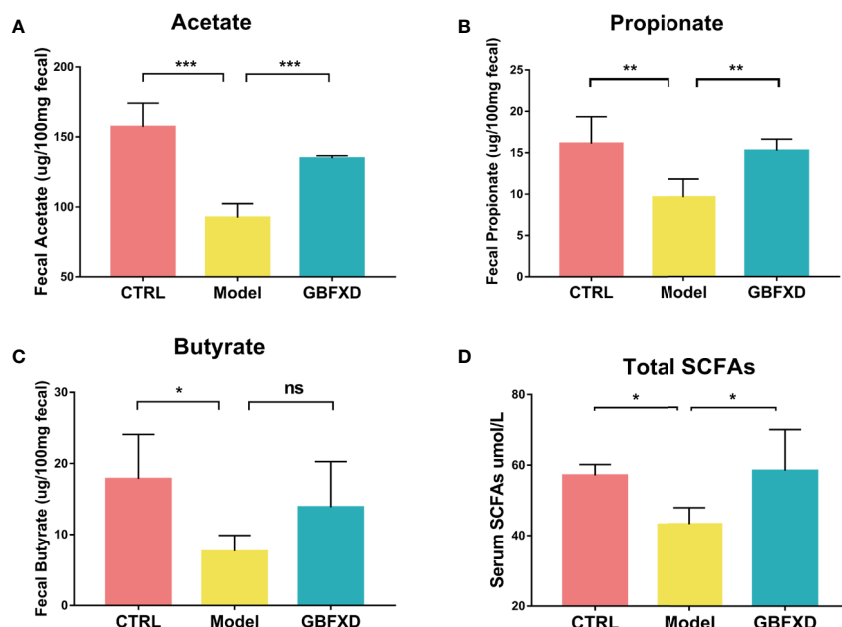 A
Acetate
Fecal Acetate (ug/100mg fecal)
200
150
100
50
***
***
CTRL
Model
GBFXD
B
Propionate
Fecal Propionate (ug/100mg fecal)
25
20
15
10
5
0
**
**
CTRL
Model
GBFXD
C
Butyrate
Fecal Butyrate (ug/100mg fecal)
30
20
10
0
*
ns
CTRL
Model
GBFXD
D
Total SCFAs
Serum SCFAs umol/L
80
60
40
20
*
*
CTRL
Model
GBFXD